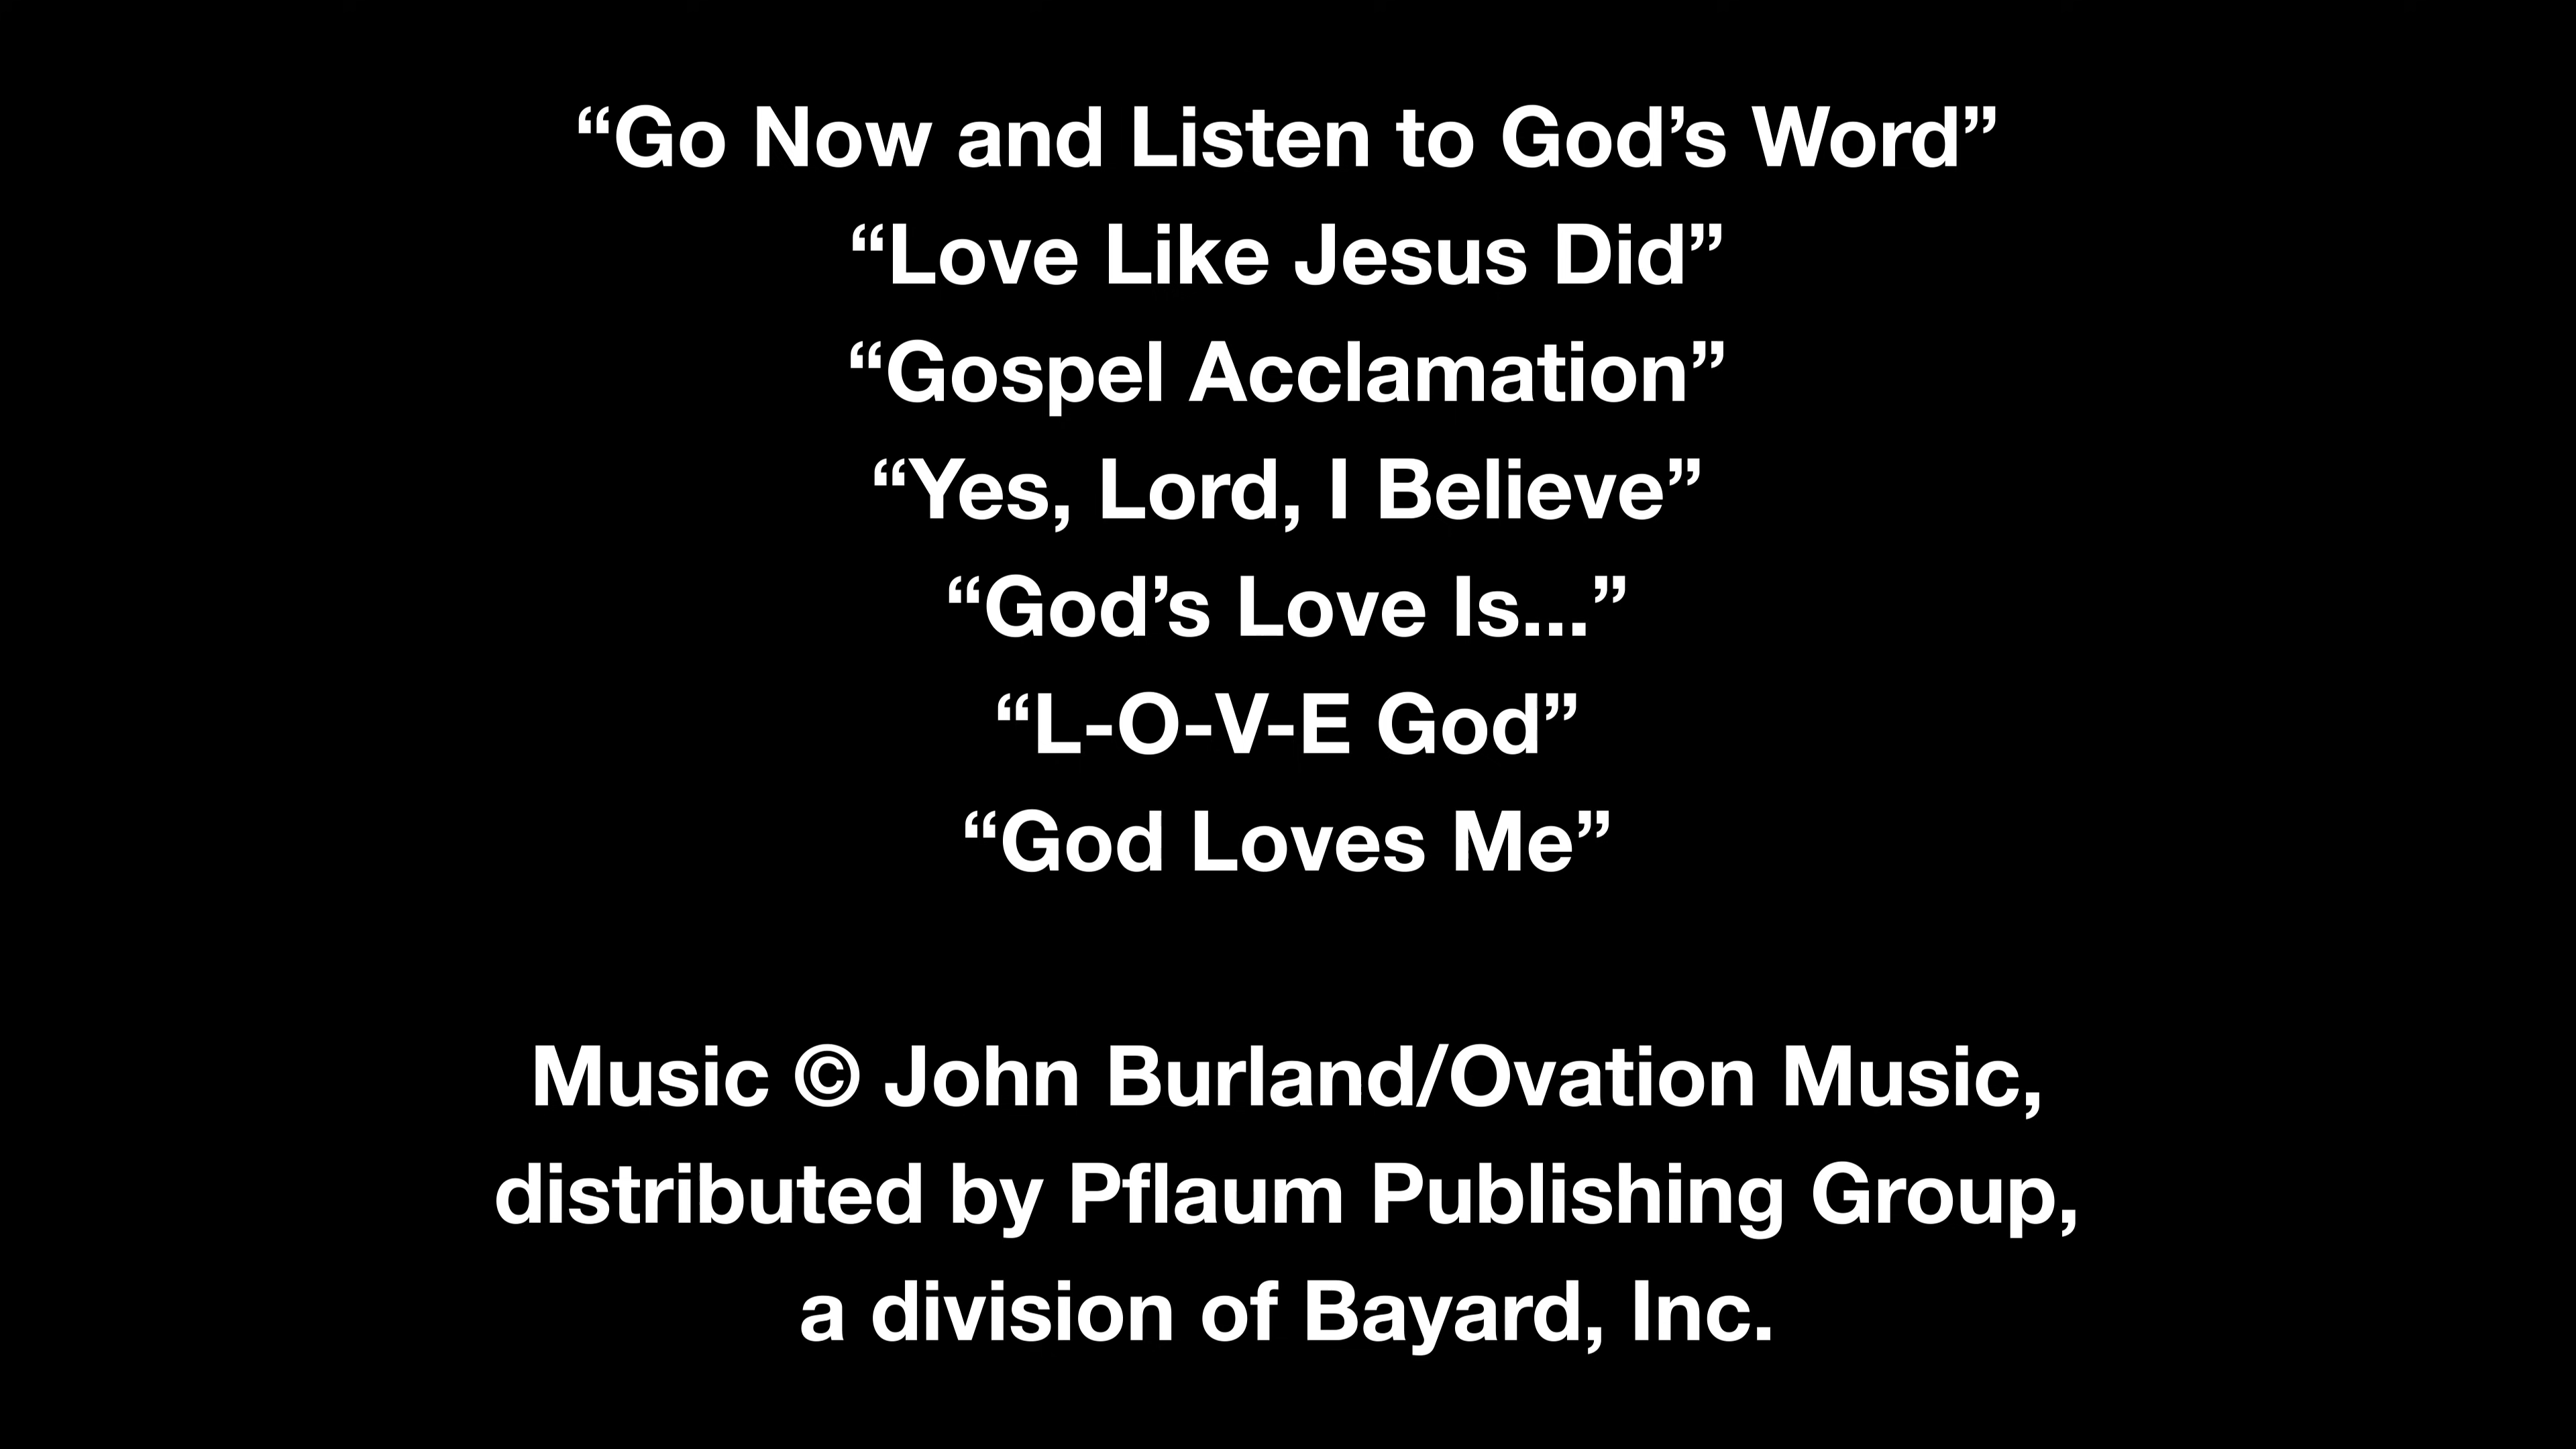 “Go Now and Listen to God’s Word”
“Love Like Jesus Did”
“Gospel Acclamation”
“Yes, Lord, I Believe”
“God’s Love Is...”
“L-O-V-E God”
“God Loves Me”
Music © John Burland/Ovation Music,
distributed by Pflaum Publishing Group,
a division of Bayard, Inc.